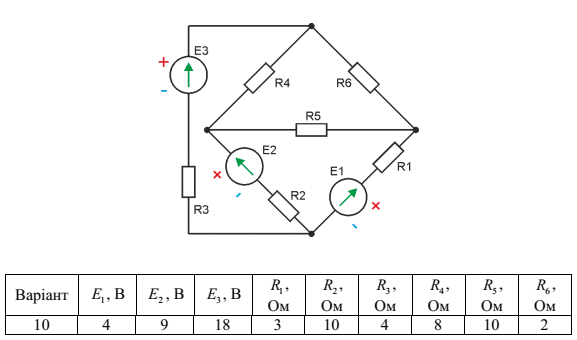 E3
+
-
R4
R6
R5
E2
×
-
R2
E1
×
-
R1
R3
Варіант E₁, В E₂, В E₃, В R₁, Ом R₂, Ом R₃, Ом R₄, Ом R₅, Ом R₆, Ом
10 4 9 18 3 10 4 8 10 2